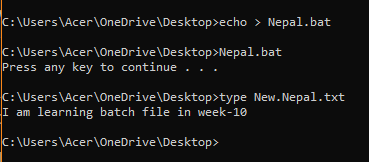 C:\Users\Acer\OneDrive\Desktop>echo > Nepal.bat
C:\Users\Acer\OneDrive\Desktop>Nepal.bat
Press any key to continue . . .
C:\Users\Acer\OneDrive\Desktop>type New.Nepal.txt
I am learning batch file in week-10
C:\Users\Acer\OneDrive\Desktop>